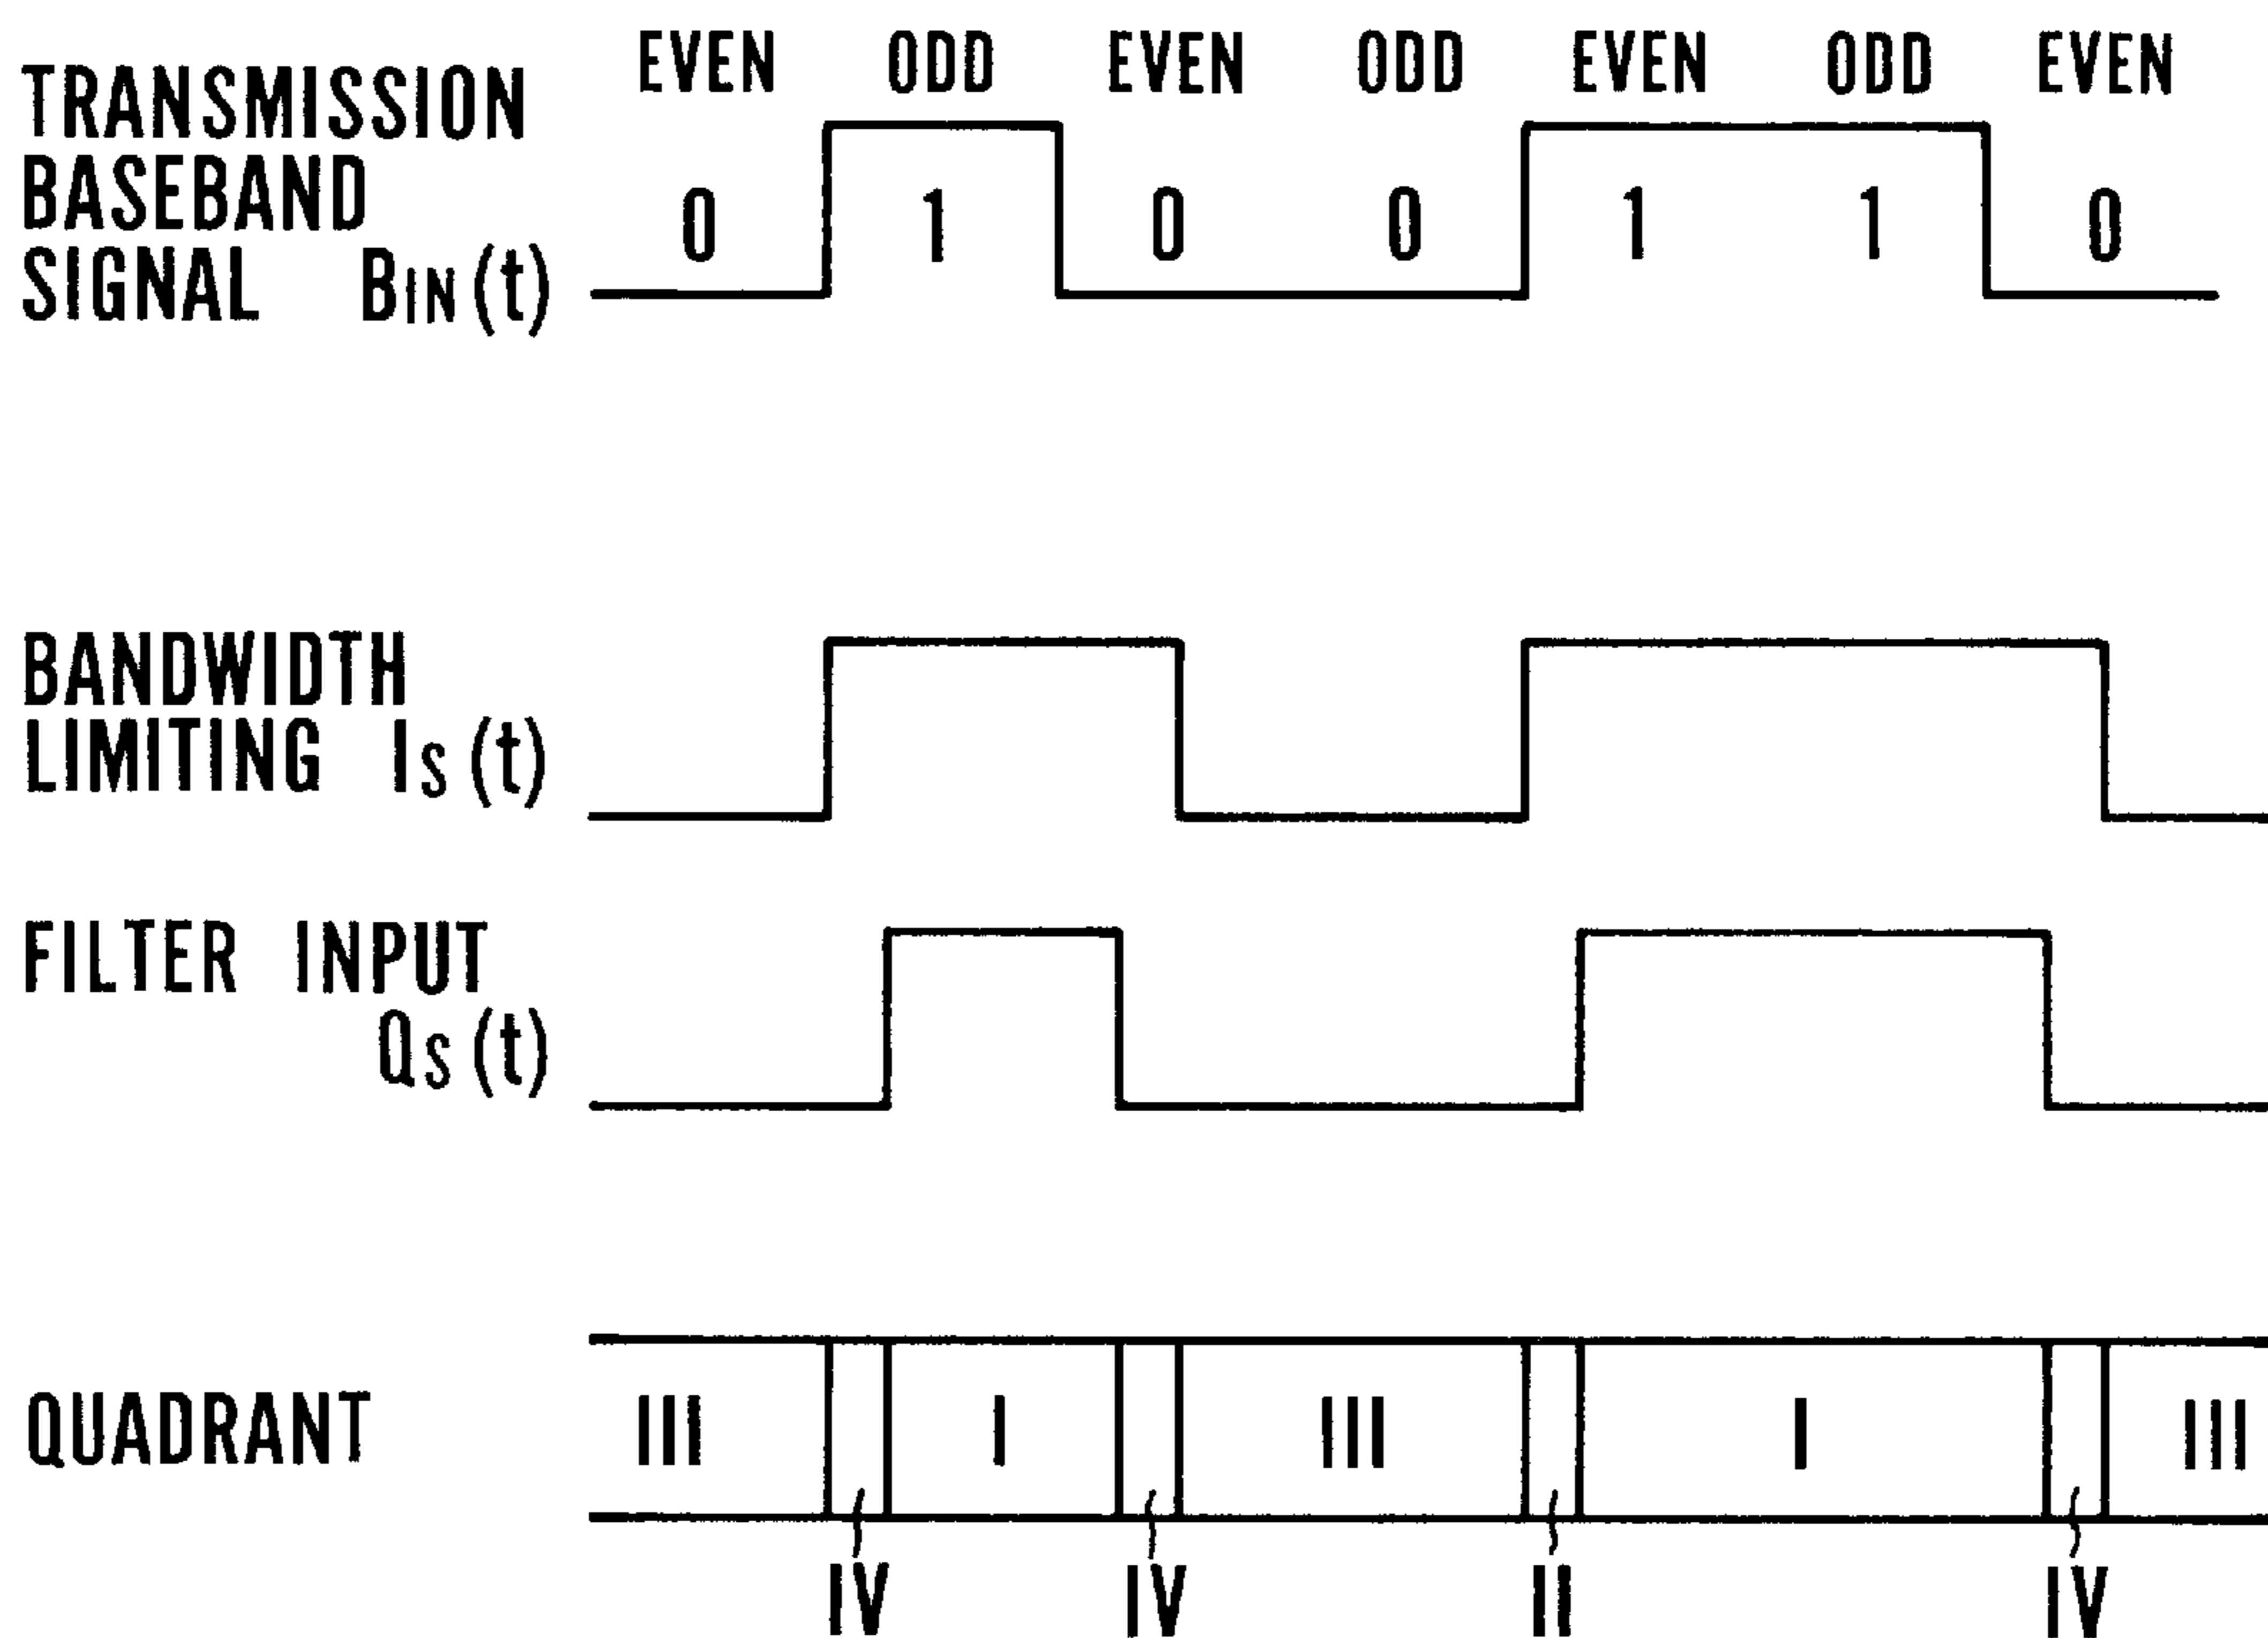 EVEN ODD EVEN ODD EVEN ODD EVEN
TRANSMISSION
BASEBAND
SIGNAL BIN(t)
0 1 0 0 1 1 0
BANDWIDTH
LIMITING IS(t)
FILTER INPUT
QS(t)
QUADRANT
III I III I III
IV IV II IV